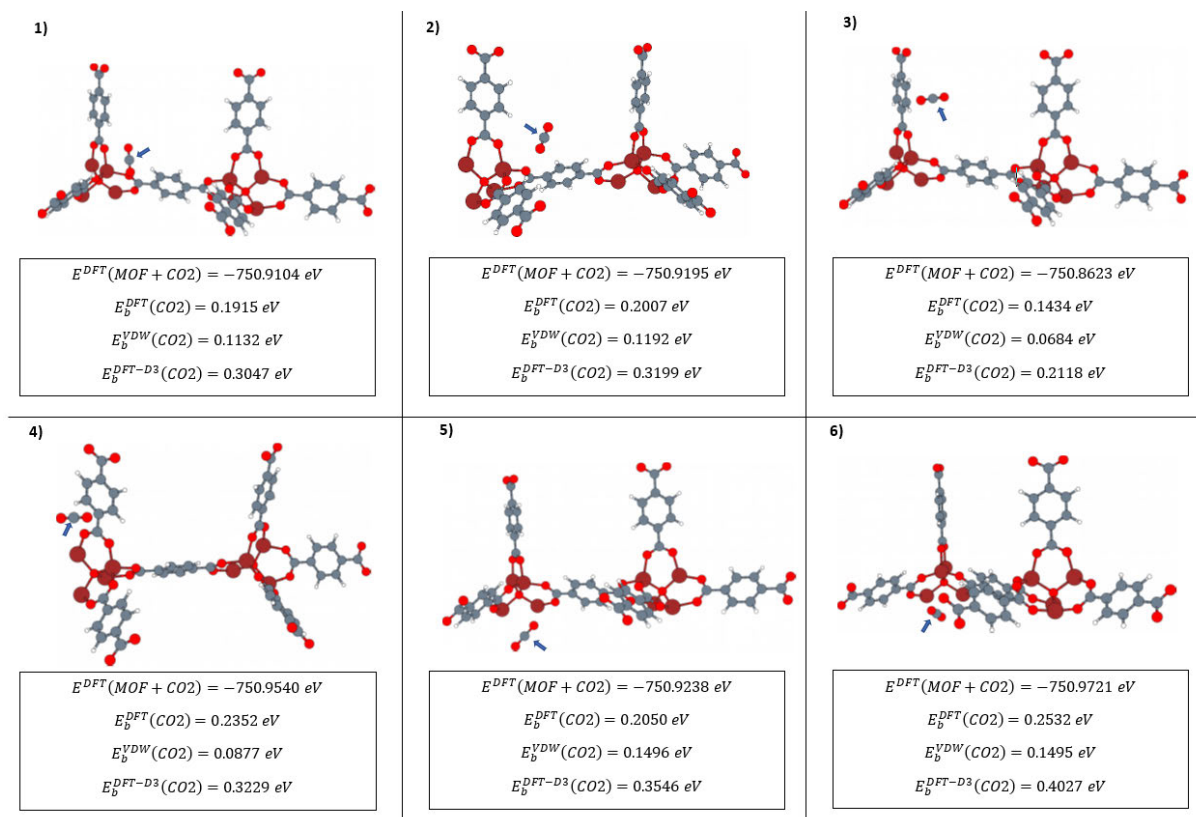 1)
E^DFT(MOF + CO2) = −750.9104 eV
E_b^DFT(CO2) = 0.1915 eV
E_b^VDW(CO2) = 0.1132 eV
E_b^DFT−D3(CO2) = 0.3047 eV
2)
E^DFT(MOF + CO2) = −750.9195 eV
E_b^DFT(CO2) = 0.2007 eV
E_b^VDW(CO2) = 0.1192 eV
E_b^DFT−D3(CO2) = 0.3199 eV
3)
E^DFT(MOF + CO2) = −750.8623 eV
E_b^DFT(CO2) = 0.1434 eV
E_b^VDW(CO2) = 0.0684 eV
E_b^DFT−D3(CO2) = 0.2118 eV
4)
E^DFT(MOF + CO2) = −750.9540 eV
E_b^DFT(CO2) = 0.2352 eV
E_b^VDW(CO2) = 0.0877 eV
E_b^DFT−D3(CO2) = 0.3229 eV
5)
E^DFT(MOF + CO2) = −750.9238 eV
E_b^DFT(CO2) = 0.2050 eV
E_b^VDW(CO2) = 0.1496 eV
E_b^DFT−D3(CO2) = 0.3546 eV
6)
E^DFT(MOF + CO2) = −750.9721 eV
E_b^DFT(CO2) = 0.2532 eV
E_b^VDW(CO2) = 0.1495 eV
E_b^DFT−D3(CO2) = 0.4027 eV